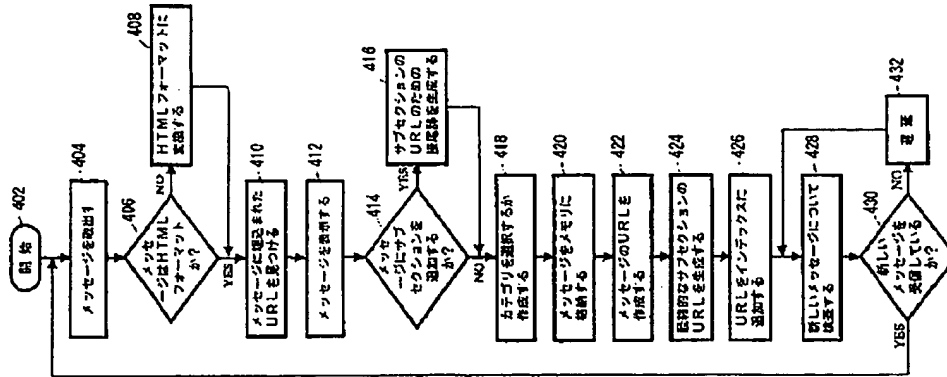 402
開始
404
メッセージを取出す
406
メッセ
ージはHTML
フォーマット
か?
NO
408
HTMLフォーマットに
変換する
YES
410
メッセージに埋込まれた
URLを見つける
412
メッセージを表示する
414
メッセ
ージにサブ
セクションを
追加する
か?
YES
416
サブセクションの
URLのための
接尾辞を生成する
NO
418
カテゴリを選択するか
作成する
420
メッセージをメモリに
格納する
422
メッセージのURLを
作成する
424
最終的なサブセクションの
URLを生成する
426
URLをインデックスに
追加する
428
新しいメッセージについて
検査する
430
新しい
メッセージを
受信しているか
か?
NO
432
遅延
YES